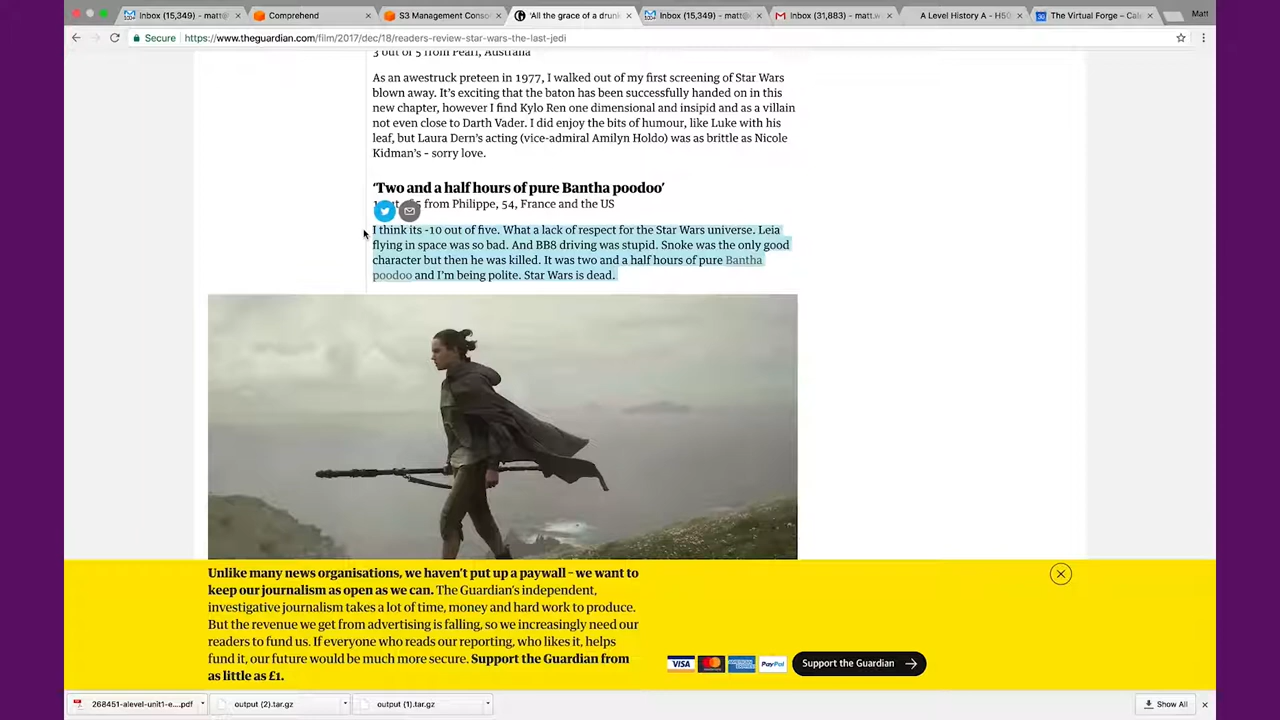 Inbox (15,349) - matt@
Comprehend
S3 Management Conso
'All the grace of a drunk
Inbox (15,349) - matt@
Inbox (31,883) - matt.w
A Level History A - H50
The Virtual Forge – Cale
Matt
Secure
https://www.theguardian.com/film/2017/dec/18/readers-review-star-wars-the-last-jedi
3 out of 5 from Pearl, Australia
As an awestruck preteen in 1977, I walked out of my first screening of Star Wars
blown away. It's exciting that the baton has been successfully handed on in this
new chapter, however I find Kylo Ren one dimensional and insipid and as a villain
not even close to Darth Vader. I did enjoy the bits of humour, like Luke with his
leaf, but Laura Dern's acting (vice-admiral Amilyn Holdo) was as brittle as Nicole
Kidman's – sorry love.
'Two and a half hours of pure Bantha poodoo'
from Philippe, 54, France and the US
I think its -10 out of five. What a lack of respect for the Star Wars universe. Leia
flying in space was so bad. And BB8 driving was stupid. Snoke was the only good
character but then he was killed. It was two and a half hours of pure Bantha
poodoo and I'm being polite. Star Wars is dead.
Unlike many news organisations, we haven't put up a paywall – we want to
keep our journalism as open as we can. The Guardian's independent,
investigative journalism takes a lot of time, money and hard work to produce.
But the revenue we get from advertising is falling, so we increasingly need our
readers to fund us. If everyone who reads our reporting, who likes it, helps
fund it, our future would be much more secure. Support the Guardian from
as little as £1.
VISA
PayPal
Support the Guardian
268451-alevel-unit1-e....pdf
output (2).tar.gz
output (1).tar.gz
Show All